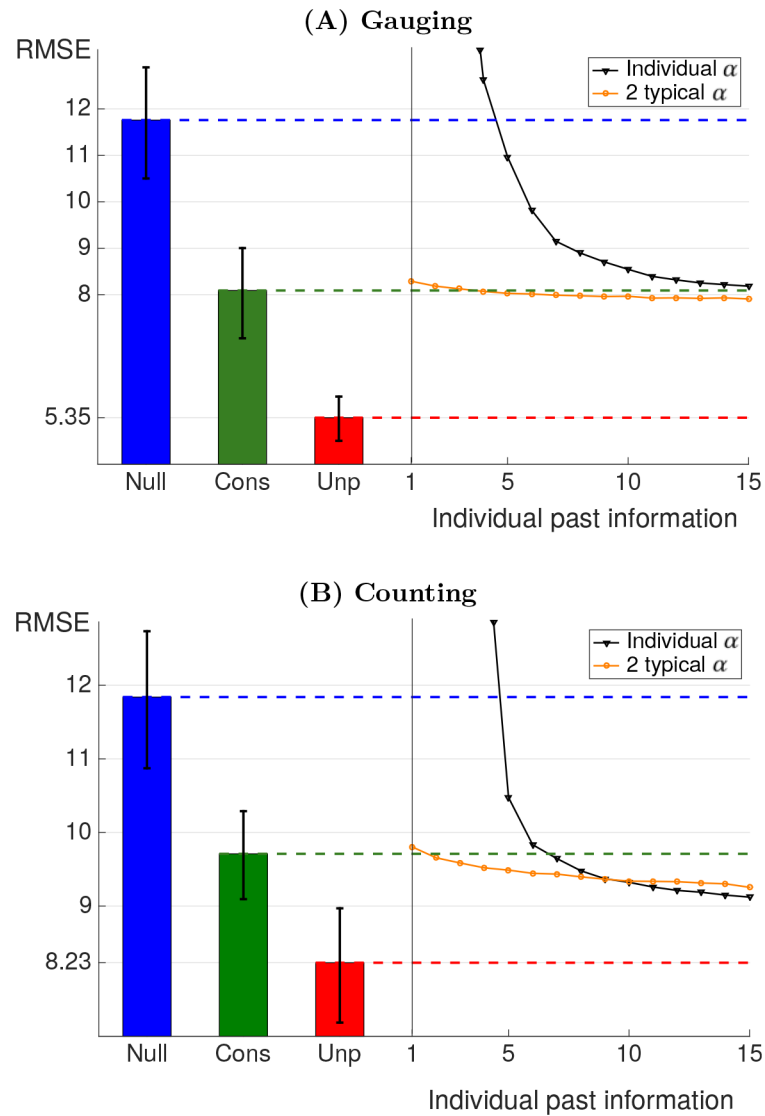 (A) Gauging
RMSE
Individual α
2 typical α
12
11
10
9
8
5.35
Null Cons Unp 1 5 10 15
Individual past information
(B) Counting
RMSE
Individual α
2 typical α
12
11
10
9
8.23
Null Cons Unp 1 5 10 15
Individual past information